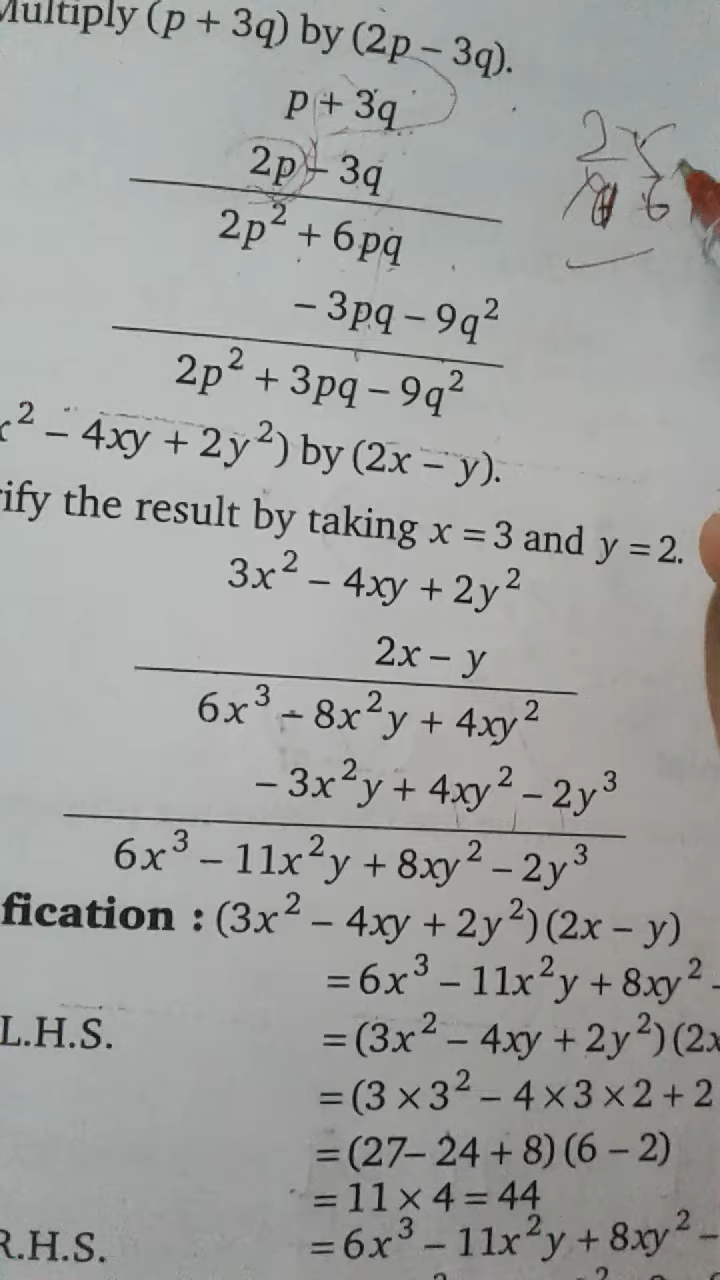 Multiply (p + 3q) by (2p – 3q).
p + 3q
2p – 3q
2p² + 6pq
– 3pq – 9q²
2p² + 3pq – 9q²
² – 4xy + 2y²) by (2x – y).
ify the result by taking x = 3 and y = 2.
3x² – 4xy + 2y²
2x – y
6x³ – 8x²y + 4xy²
– 3x²y + 4xy² – 2y³
6x³ – 11x²y + 8xy² – 2y³
fication : (3x² – 4xy + 2y²)(2x – y)
= 6x³ – 11x²y + 8xy² -
L.H.S. = (3x² – 4xy + 2y²)(2x
= (3 × 3² – 4 × 3 × 2 + 2
= (27– 24 + 8) (6 – 2)
= 11 × 4 = 44
R.H.S. = 6x³ – 11x²y + 8xy² –